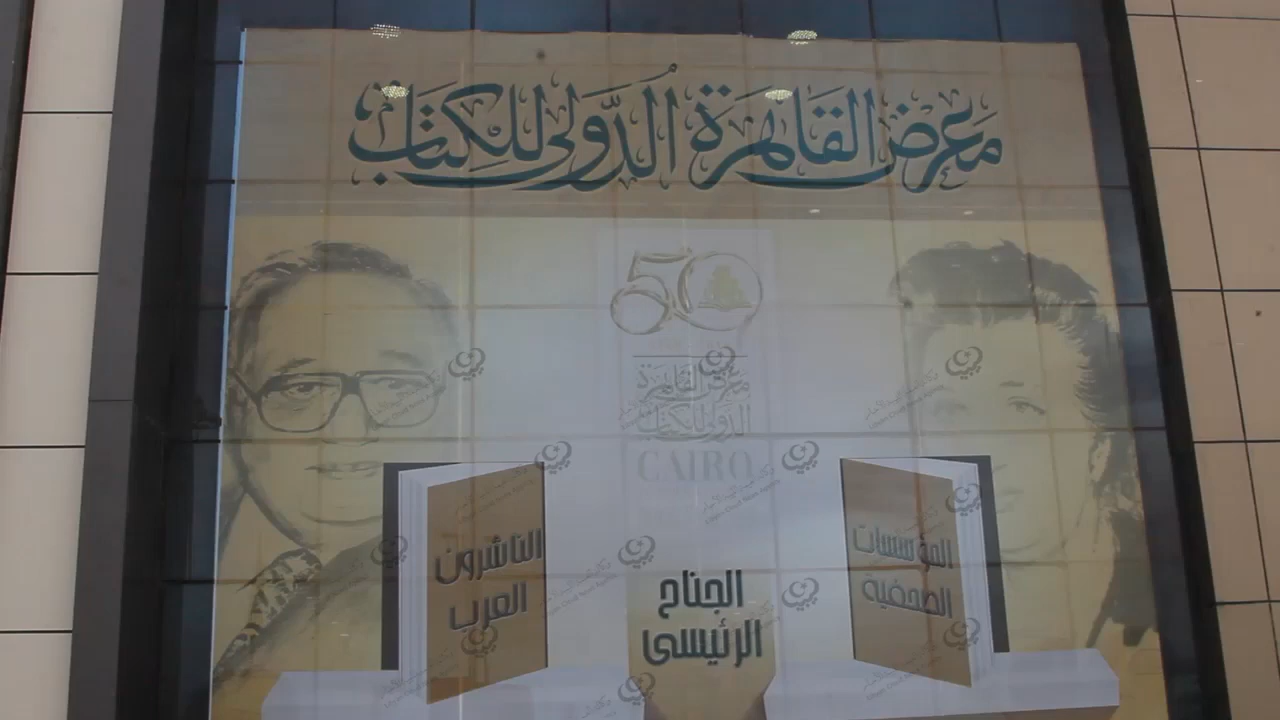 معرض القاهرة الدولى للكتاب
50
معرض القاهرة
الدولى للكتاب
CAIRO
الناشرون
العرب
الجناح
الرئيسى
المؤسسات
الصحفية